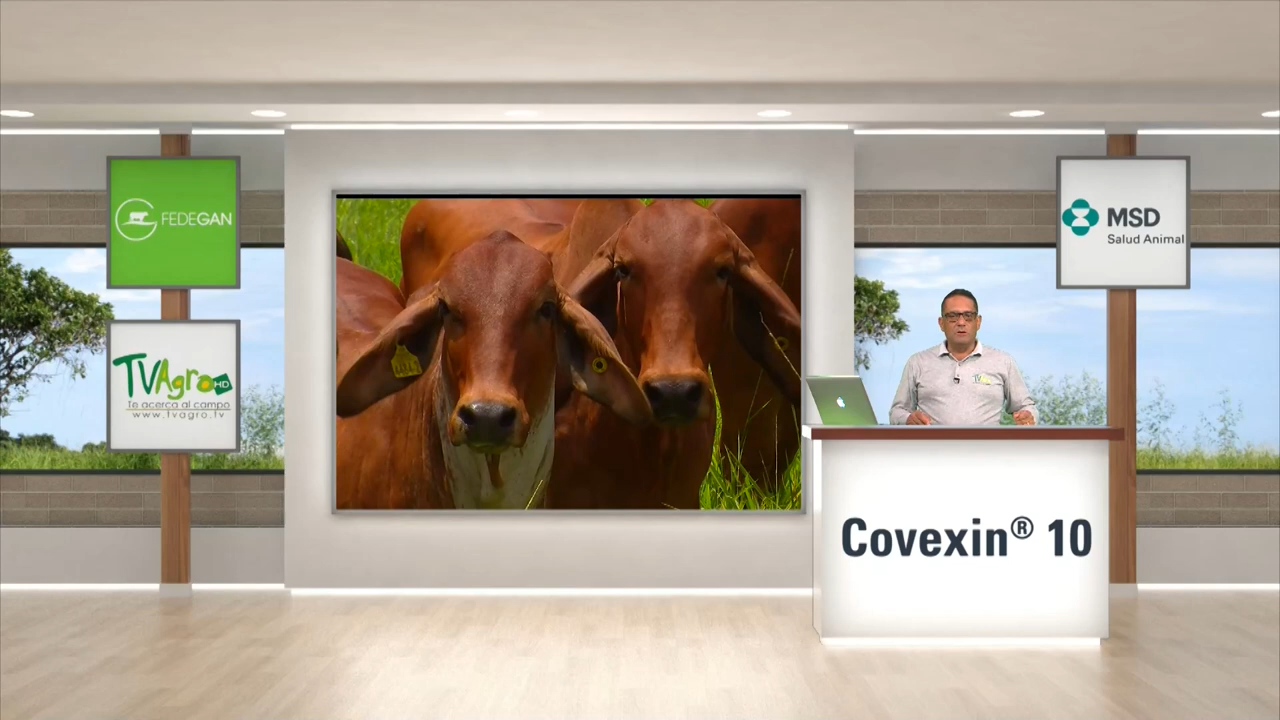 FEDEGAN
TVAgro HD
Te acerca al campo
www.tvagro.tv
MSD
Salud Animal
Covexin® 10